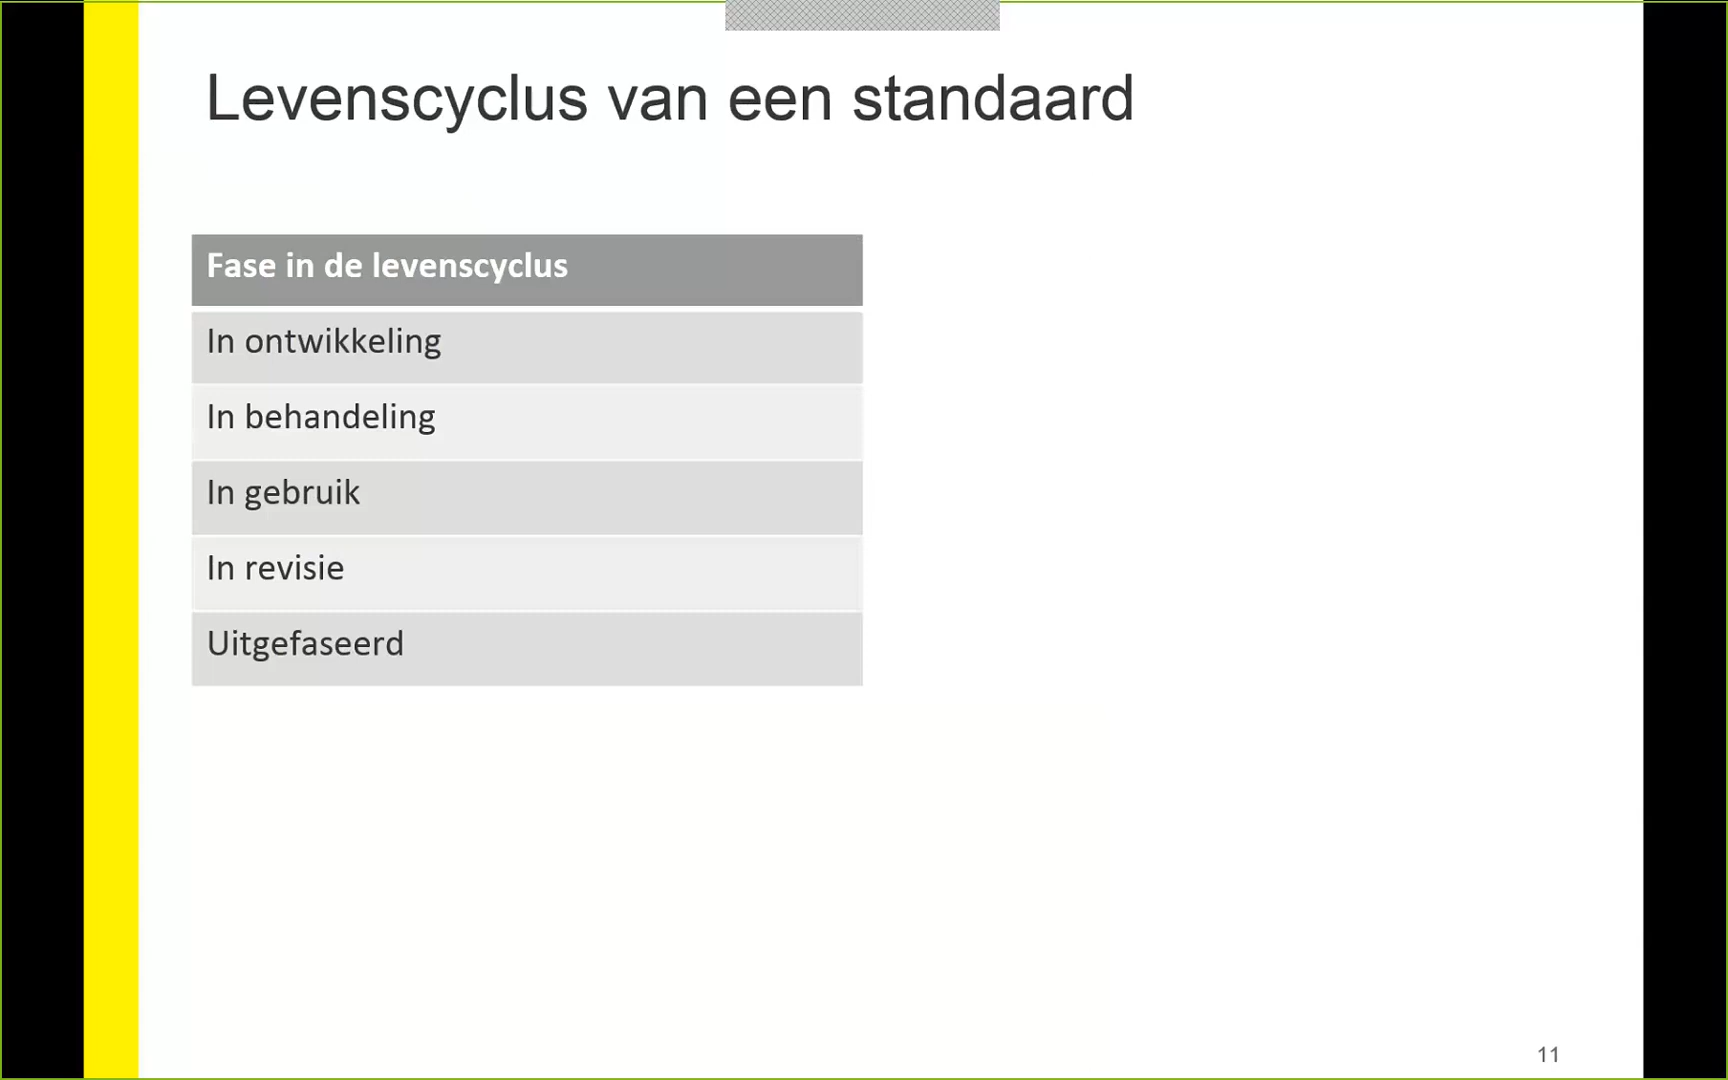 Levenscyclus van een standaard
Fase in de levenscyclus
In ontwikkeling
In behandeling
In gebruik
In revisie
Uitgefaseerd
11